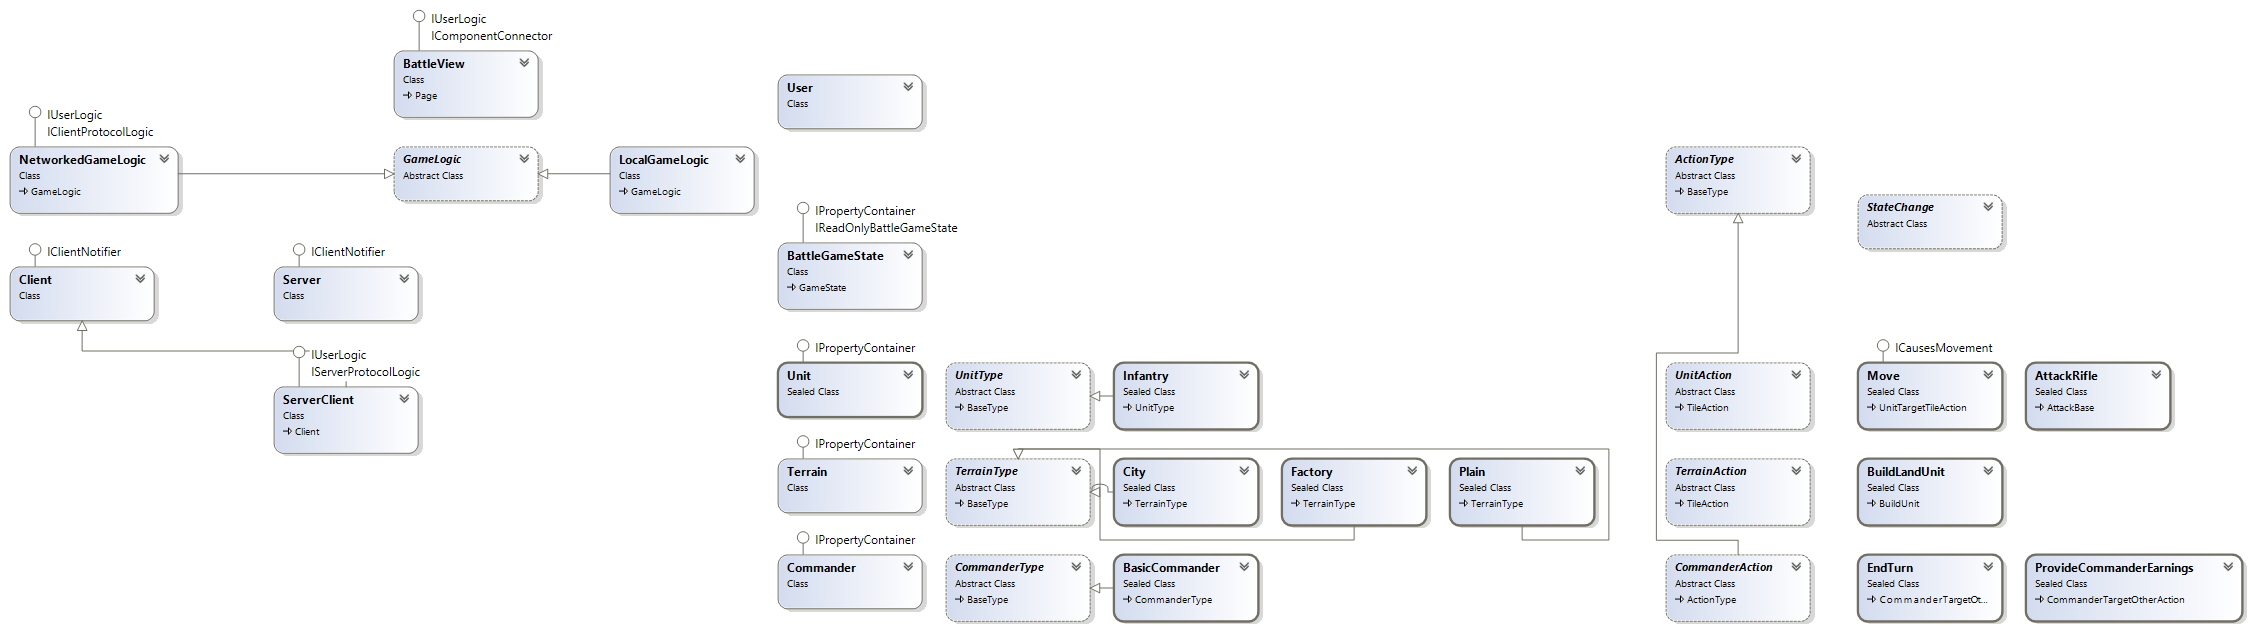 IUserLogic
IComponentConnector
BattleView
Class
Page
User
Class
IUserLogic
IClientProtocolLogic
NetworkedGameLogic
Class
GameLogic
GameLogic
Abstract Class
LocalGameLogic
Class
GameLogic
ActionType
Abstract Class
BaseType
StateChange
Abstract Class
IPropertyContainer
IReadOnlyBattleGameState
BattleGameState
Class
GameState
IClientNotifier
Client
Class
IClientNotifier
Server
Class
IUserLogic
IServerProtocolLogic
ServerClient
Class
Client
IPropertyContainer
Unit
Sealed Class
UnitType
Abstract Class
BaseType
Infantry
Sealed Class
UnitType
UnitAction
Abstract Class
TileAction
ICausesMovement
Move
Sealed Class
UnitTargetTileAction
AttackRifle
Sealed Class
AttackBase
IPropertyContainer
Terrain
Class
TerrainType
Abstract Class
BaseType
City
Sealed Class
TerrainType
Factory
Sealed Class
TerrainType
Plain
Sealed Class
TerrainType
TerrainAction
Abstract Class
TileAction
BuildLandUnit
Sealed Class
BuildUnit
IPropertyContainer
Commander
Class
CommanderType
Abstract Class
BaseType
BasicCommander
Sealed Class
CommanderType
CommanderAction
Abstract Class
ActionType
EndTurn
Sealed Class
CommanderTargetOt...
ProvideCommanderEarnings
Sealed Class
CommanderTargetOtherAction